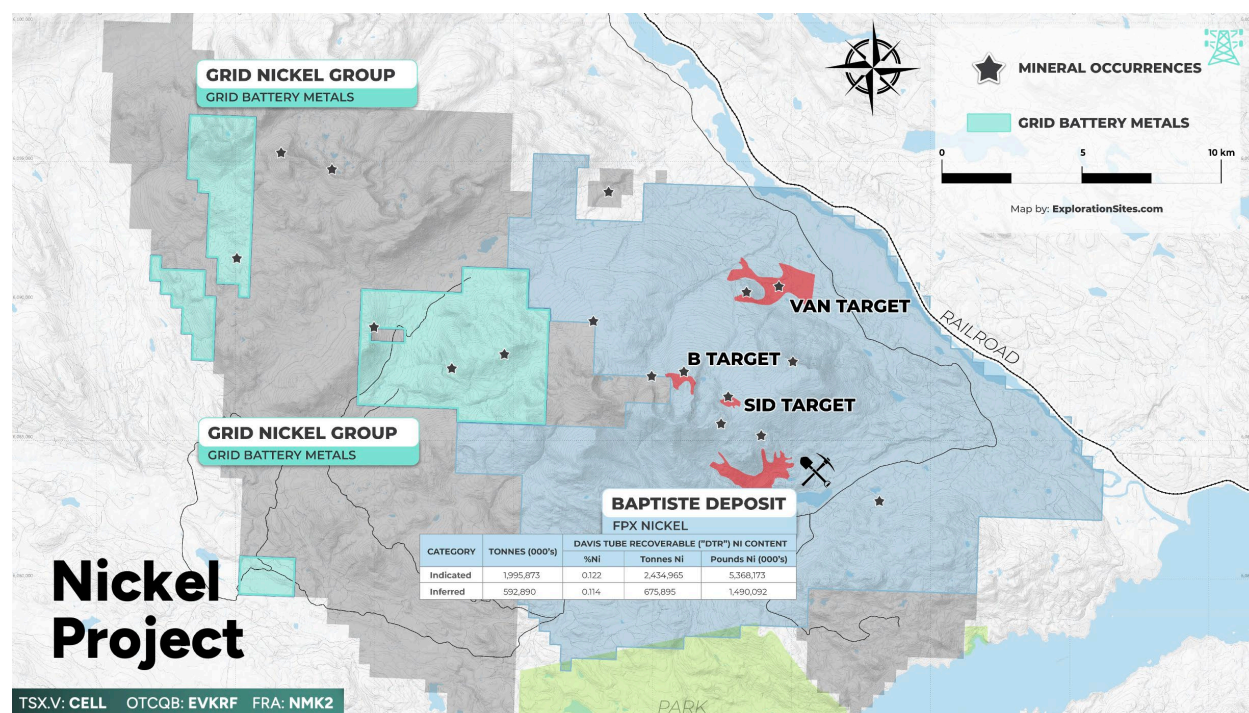 GRID NICKEL GROUP
GRID BATTERY METALS
MINERAL OCCURRENCES
GRID BATTERY METALS
0 5 10 km
Map by: ExplorationSites.com
VAN TARGET
RAILROAD
B TARGET
SID TARGET
GRID NICKEL GROUP
GRID BATTERY METALS
BAPTISTE DEPOSIT
FPX NICKEL
CATEGORY TONNES (000's) DAVIS TUBE RECOVERABLE ("DTR") NI CONTENT
%Ni Tonnes Ni Pounds Ni (000's)
Indicated 1,995,873 0.122 2,434,965 5,368,173
Inferred 592,890 0.114 675,895 1,490,092
Nickel
Project
PARK
TSX.V: CELL OTCQB: EVKRF FRA: NMK2